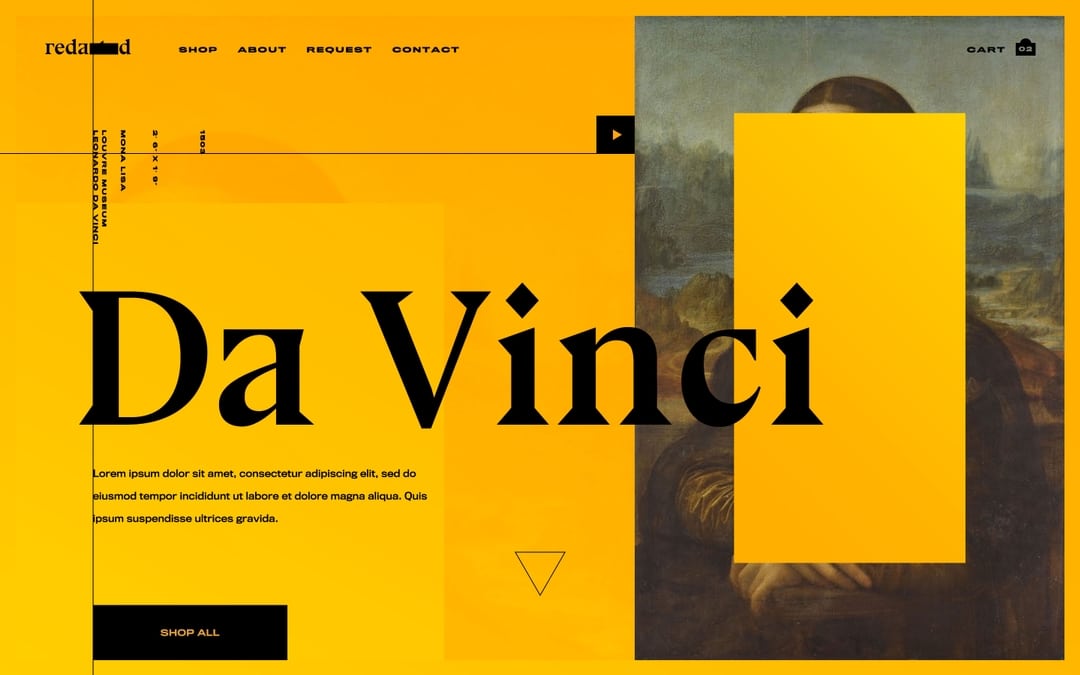 reda d
SHOP ABOUT REQUEST CONTACT
CART 02
LEONARDO DA VINCI
LOUVRE MUSEUM
MONA LISA
2' 6" X 1' 9"
1503
Da Vinci
Lorem ipsum dolor sit amet, consectetur adipiscing elit, sed do
eiusmod tempor incididunt ut labore et dolore magna aliqua. Quis
ipsum suspendisse ultrices gravida.
SHOP ALL